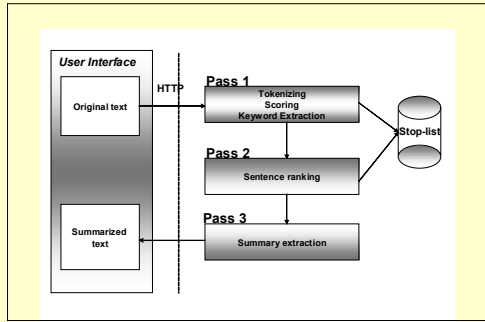 User Interface
Original text
HTTP
Pass 1
Tokenizing
Scoring
Keyword Extraction
Stop-list
Pass 2
Sentence ranking
Pass 3
Summarized
text
Summary extraction